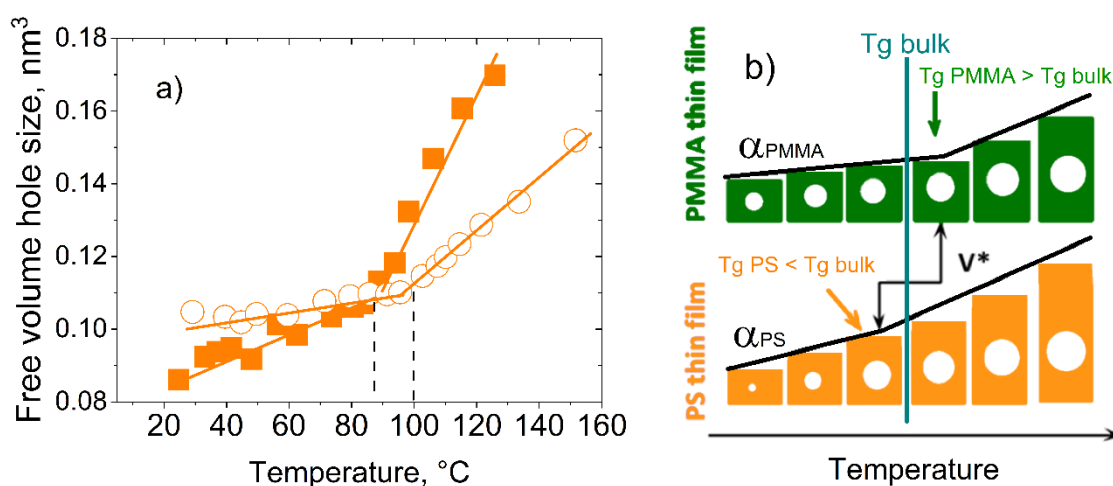 Free volume hole size, nm³
0.18
0.16
0.14
0.12
0.10
0.08
a)
20 40 60 80 100 120 140 160
Temperature, °C
b)
Tg bulk
PMMA thin film
Tg PMMA > Tg bulk
αPMMA
V*
Tg PS < Tg bulk
PS thin film
αPS
Temperature